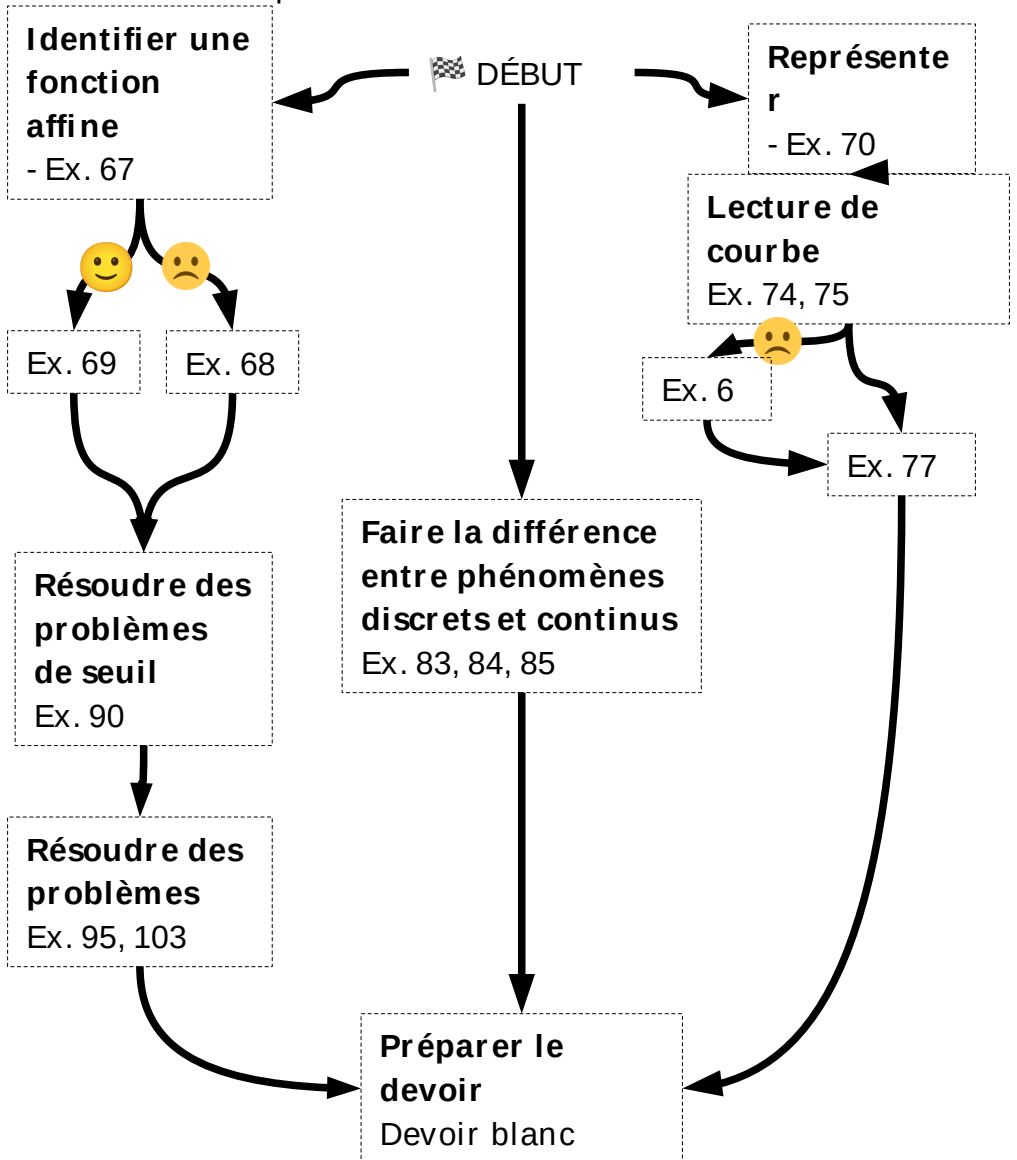 🏁 DÉBUT
Identifier une
fonction
affine
- Ex. 67
Ex. 69
Ex. 68
Résoudre des
problèmes
de seuil
Ex. 90
Résoudre des
problèmes
Ex. 95, 103
Faire la différence
entre phénomènes
discrets et continus
Ex. 83, 84, 85
Représente
r
- Ex. 70
Lecture de
courbe
Ex. 74, 75
Ex. 6
Ex. 77
Préparer le
devoir
Devoir blanc